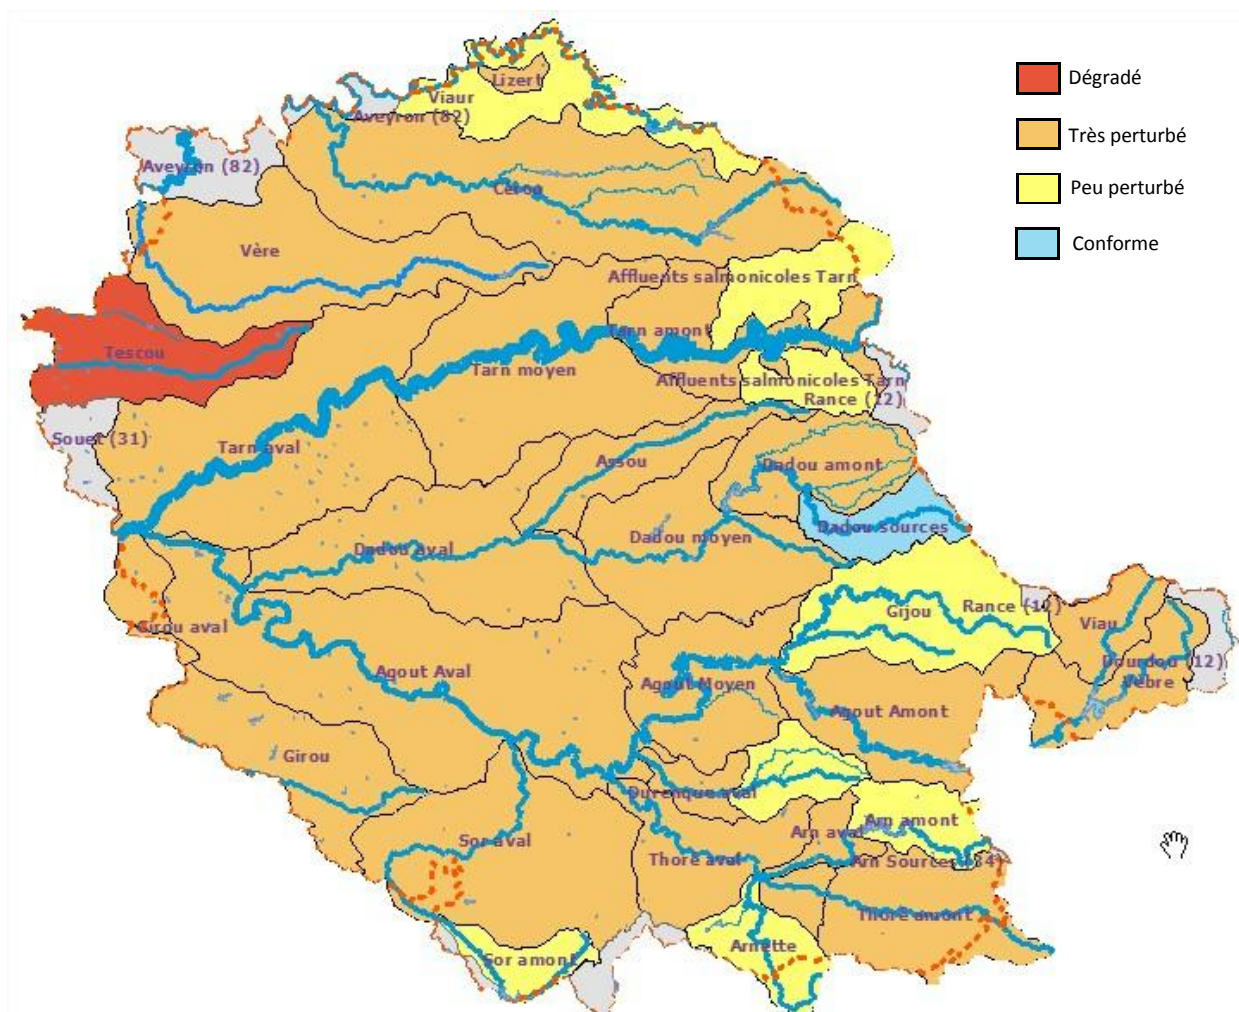 Dégradé
Très perturbé
Peu perturbé
Conforme
Lizert
Viaur
Aveyron (82)
Aveyron (82)
Cérou
Vère
Affluents salmonicoles Tarn
Tarn amont
Tescou
Tarn moyen
Affluents salmonicoles Tarn
Rance (12)
Souet (31)
Tarn aval
Assou
Dadou amont
Dadou sources
Dadou moyen
Dadou Aval
Gijou
Rance (12)
Viau
Girou aval
Dourdou (12)
Vèbre
Agout Aval
Agout Moyen
Agout Amont
Girou
Durenque aval
Arn amont
Arn aval
Sor aval
Thoré aval
Arn Sources (34)
Thoré amont
Arnette
Sor amont